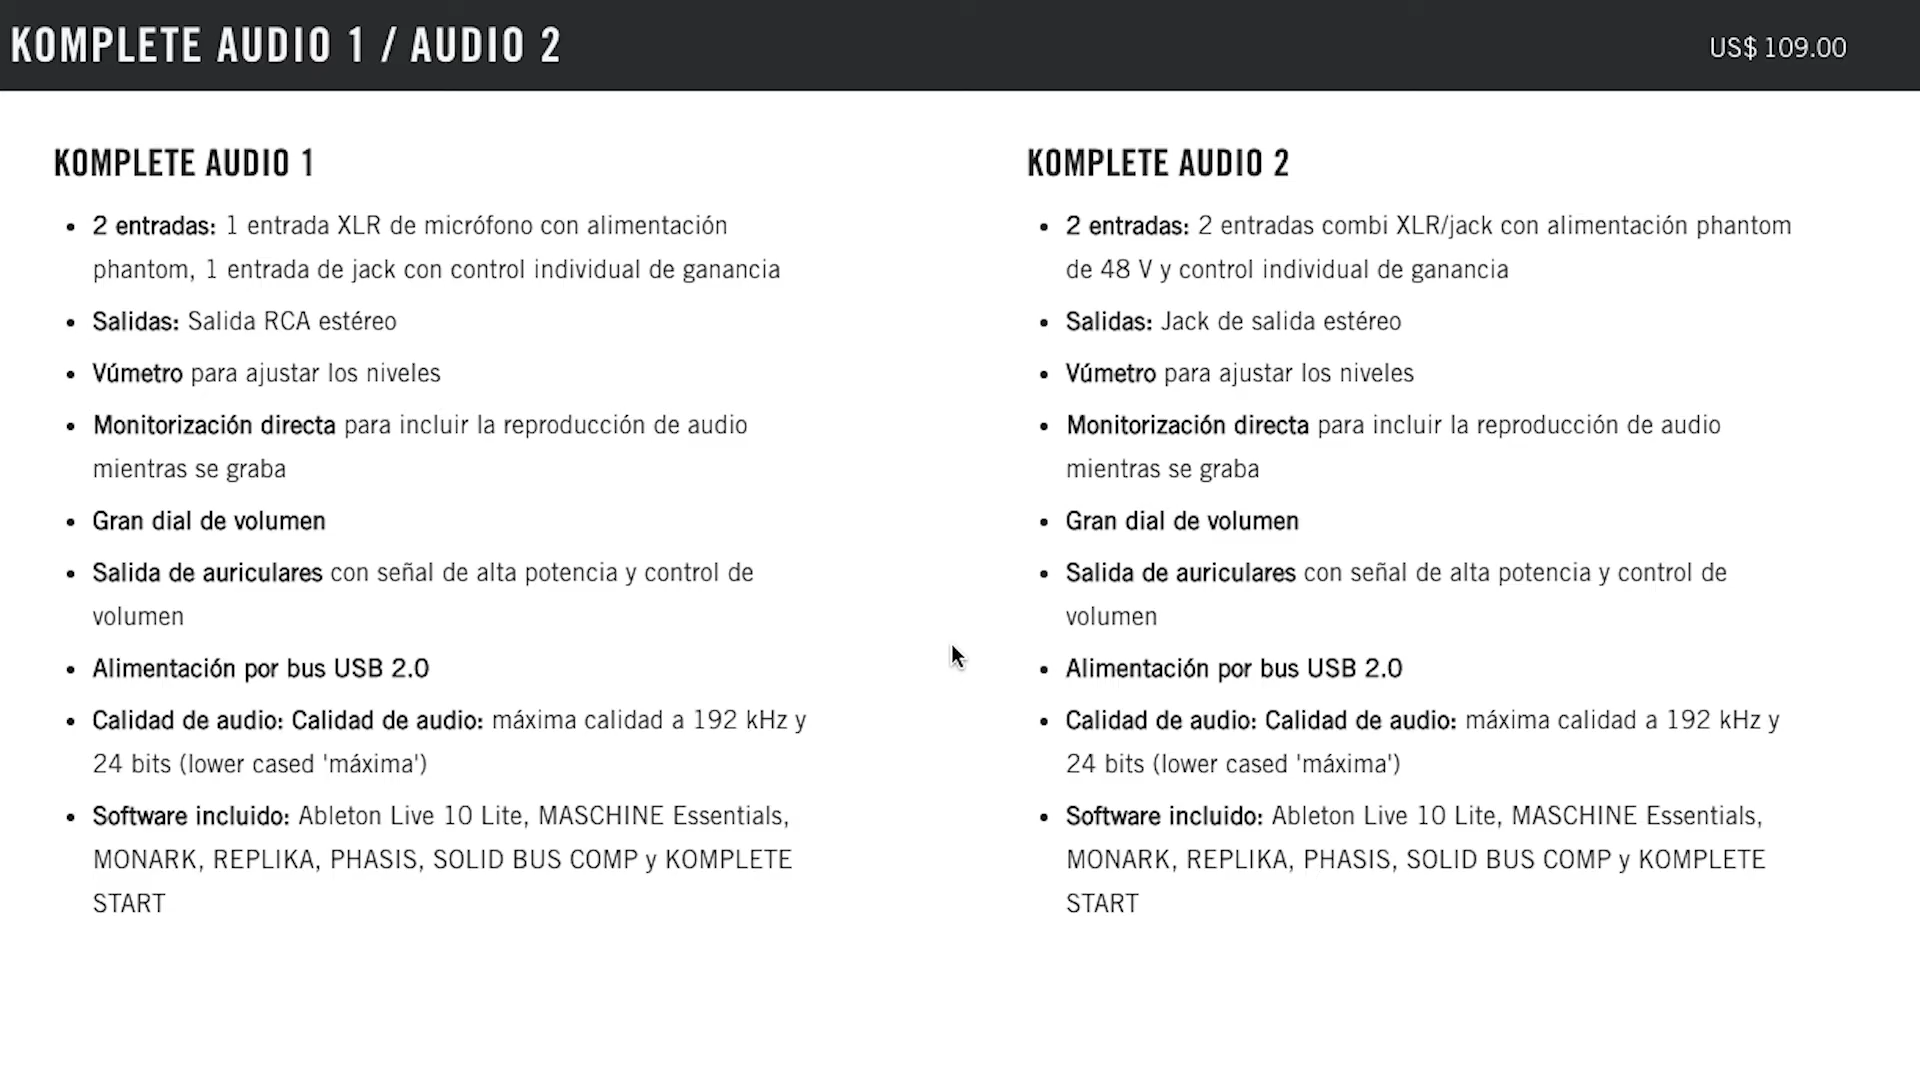 KOMPLETE AUDIO 1 / AUDIO 2
US$ 109.00
KOMPLETE AUDIO 1
2 entradas: 1 entrada XLR de micrófono con alimentación
phantom, 1 entrada de jack con control individual de ganancia
Salidas: Salida RCA estéreo
Vúmetro para ajustar los niveles
Monitorización directa para incluir la reproducción de audio
mientras se graba
Gran dial de volumen
Salida de auriculares con señal de alta potencia y control de
volumen
Alimentación por bus USB 2.0
Calidad de audio: Calidad de audio: máxima calidad a 192 kHz y
24 bits (lower cased 'máxima')
Software incluido: Ableton Live 10 Lite, MASCHINE Essentials,
MONARK, REPLIKA, PHASIS, SOLID BUS COMP y KOMPLETE
START
KOMPLETE AUDIO 2
2 entradas: 2 entradas combi XLR/jack con alimentación phantom
de 48 V y control individual de ganancia
Salidas: Jack de salida estéreo
Vúmetro para ajustar los niveles
Monitorización directa para incluir la reproducción de audio
mientras se graba
Gran dial de volumen
Salida de auriculares con señal de alta potencia y control de
volumen
Alimentación por bus USB 2.0
Calidad de audio: Calidad de audio: máxima calidad a 192 kHz y
24 bits (lower cased 'máxima')
Software incluido: Ableton Live 10 Lite, MASCHINE Essentials,
MONARK, REPLIKA, PHASIS, SOLID BUS COMP y KOMPLETE
START